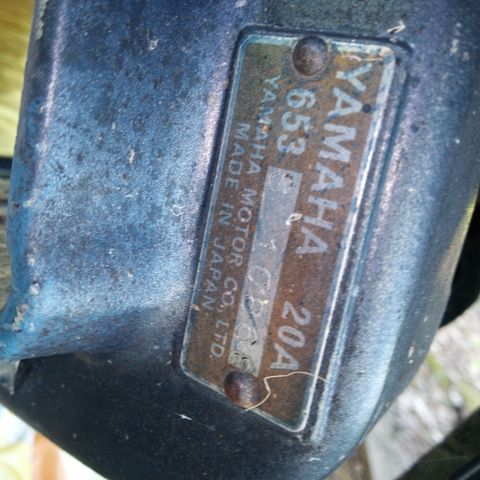 YAMAHA 20A
653
YAMAHA MOTOR CO., LTD.
MADE IN JAPAN